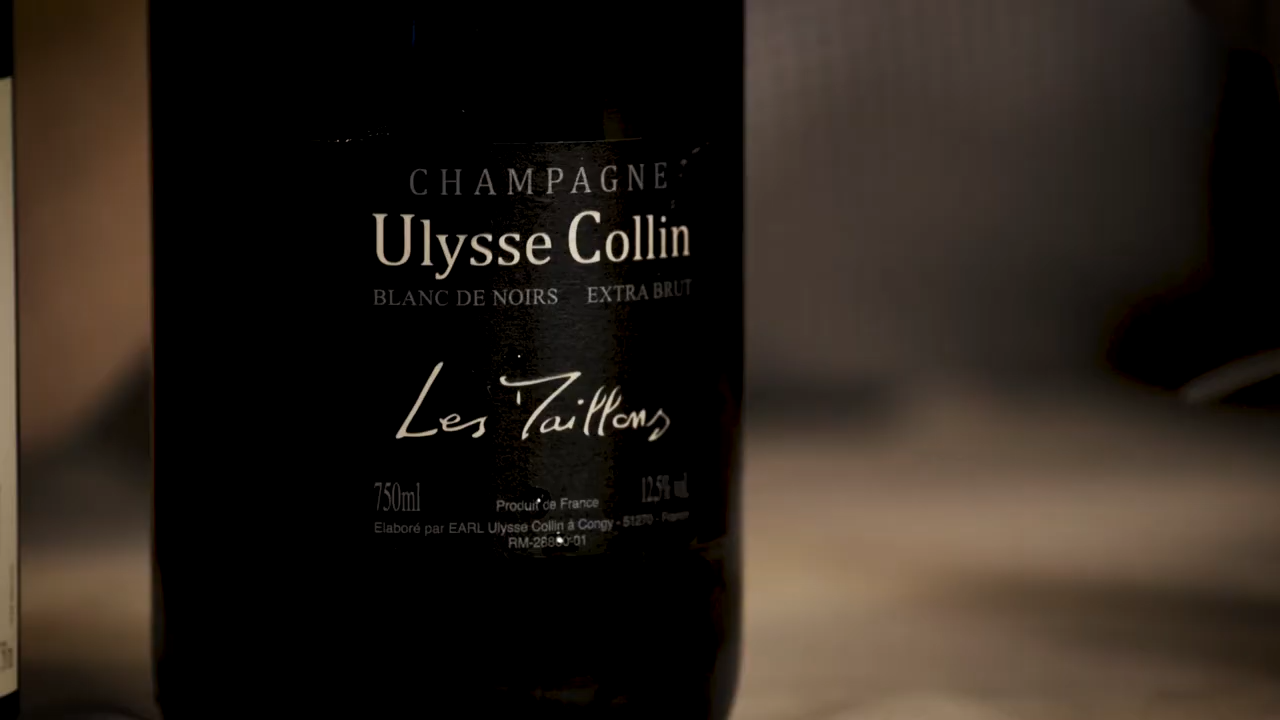 CHAMPAGNE
Ulysse Collin
BLANC DE NOIRS EXTRA BRUT
Les Maillons
750ml Produit de France 12.5% vol.
Elaboré par EARL Ulysse Collin à Congy - 51270 - France